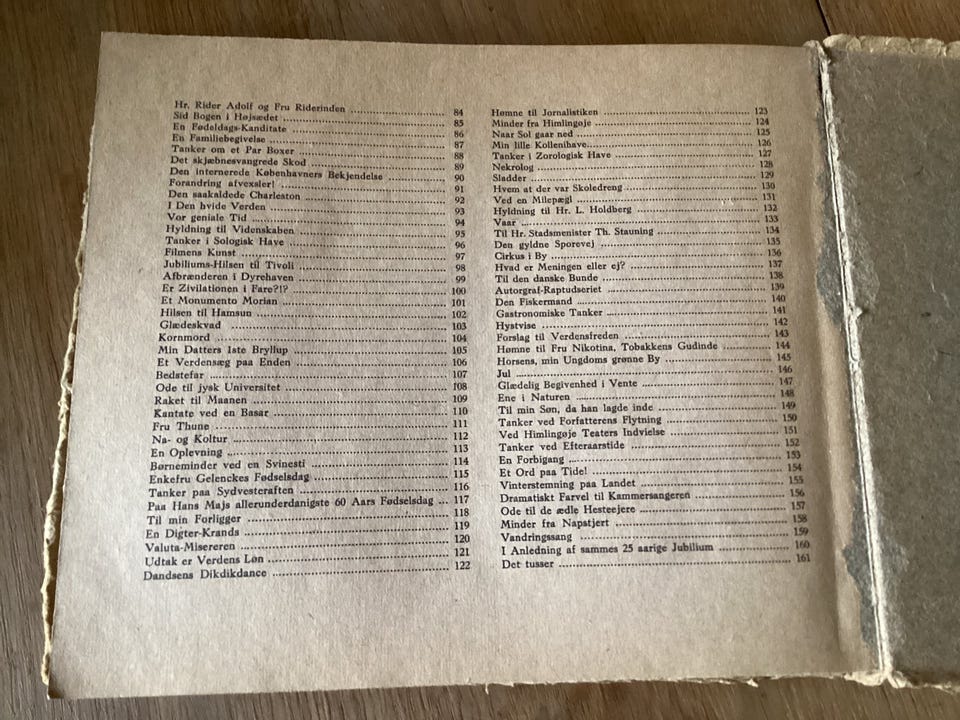 Hr. Rider Adolf og Fru Riderinden ........ 84
Sid Bogen i Højsædet ........ 85
En Fødeldags-Kanditate ........ 86
En Familiebegivelse ........ 87
Tanker om et Par Boxer ........ 88
Det skjæbnesvangrede Skod ........ 89
Den internerede Københavners Bekjendelse ........ 90
Forandring afvexsler! ........ 91
Den saakaldede Charleston ........ 92
I Den hvide Verden ........ 93
Vor geniale Tid ........ 94
Hyldning til Videnskaben ........ 95
Tanker i Sologisk Have ........ 96
Filmens Kunst ........ 97
Jubiliums-Hilsen til Tivoli ........ 98
Afbrænderen i Dyrehaven ........ 99
Er Zivilationen i Fare?!? ........ 100
Et Monumento Morian ........ 101
Hilsen til Hamsun ........ 102
Glædeskvad ........ 103
Kornmord ........ 104
Min Datters 1ste Bryllup ........ 105
Et Verdensæg paa Enden ........ 106
Bedstefar ........ 107
Ode til jysk Universitet ........ 108
Raket til Maanen ........ 109
Kantate ved en Basar ........ 110
Fru Thune ........ 111
Na- og Koltur ........ 112
En Oplevning ........ 113
Børneminder ved en Svinesti ........ 114
Enkefru Gelenckes Fødselsdag ........ 115
Tanker paa Sydvesteraften ........ 116
Paa Hans Majs allerunderdanigste 60 Aars Fødselsdag ... 117
Til min Forligger ........ 118
En Digter-Krands ........ 119
Valuta-Misereren ........ 120
Udtak er Verdens Løn ........ 121
Dandsens Dikdikdance ........ 122
Hømne til Jornalistiken ........ 123
Minder fra Himlingøje ........ 124
Naar Sol gaar ned ........ 125
Min lille Kollenihave ........ 126
Tanker i Zorologisk Have ........ 127
Nekrolog ........ 128
Sladder ........ 129
Hvem at der var Skoledreng ........ 130
Ved en Milepægl ........ 131
Hyldning til Hr. L. Holdberg ........ 132
Vaar ........ 133
Til Hr. Stadsmenister Th. Stauning ........ 134
Den gyldne Sporevej ........ 135
Cirkus i By ........ 136
Hvad er Meningen eller ej? ........ 137
Til den danske Bunde ........ 138
Autorgraf-Raptudseriet ........ 139
Den Fiskermand ........ 140
Gastronomiske Tanker ........ 141
Hystvise ........ 142
Forslag til Verdensfreden ........ 143
Hømne til Fru Nikotina, Tobakkens Gudinde ........ 144
Horsens, min Ungdoms grønne By ........ 145
Jul ........ 146
Glædelig Begivenhed i Vente ........ 147
Ene i Naturen ........ 148
Til min Søn, da han lagde inde ........ 149
Tanker ved Forfatterens Flytning ........ 150
Ved Himlingøje Teaters Indvielse ........ 151
Tanker ved Efteraarstide ........ 152
En Forbigang ........ 153
Et Ord paa Tide! ........ 154
Vinterstemning paa Landet ........ 155
Dramatiskt Farvel til Kammersangeren ........ 156
Ode til de ædle Hesteejere ........ 157
Minder fra Napstjert ........ 158
Vandringssang ........ 159
I Anledning af sammes 25 aarige Jubilium ........ 160
Det tusser ........ 161